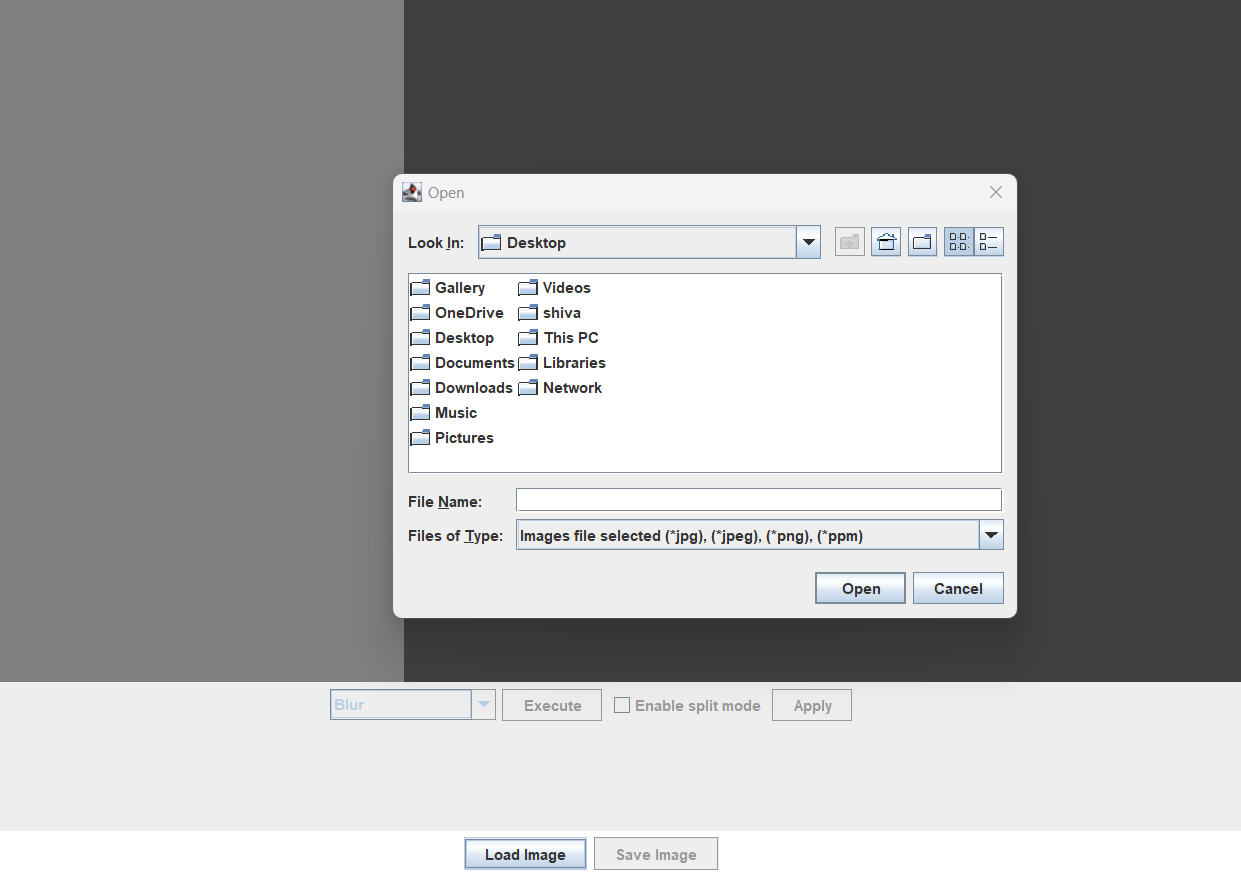 Open
Look In: Desktop
Gallery Videos
OneDrive shiva
Desktop This PC
Documents Libraries
Downloads Network
Music
Pictures
File Name:
Files of Type: Images file selected (*jpg), (*jpeg), (*png), (*ppm)
Open Cancel
Blur Execute Enable split mode Apply
Load Image Save Image